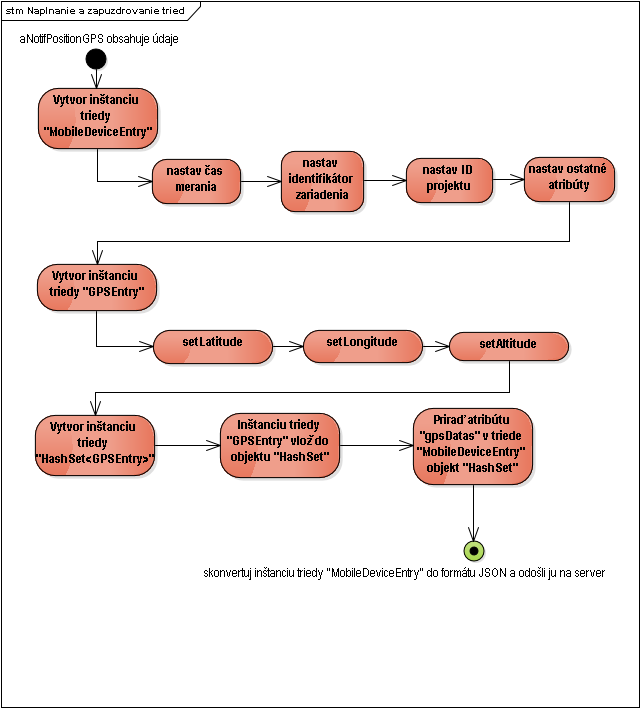 stm Naplnanie a zapuzdrovanie tried
aNotifPositionGPS obsahuje údaje
Vytvor inštanciu
triedy
"MobileDeviceEntry"
nastav čas
merania
nastav
identifikátor
zariadenia
nastav ID
projektu
nastav ostatné
atribúty
Vytvor inštanciu
triedy "GPSEntry"
setLatitude
setLongitude
setAltitude
Vytvor inštanciu
triedy
"HashSet<GPSEntry>"
Inštanciu triedy
"GPSEntry" vlož do
objektu "HashSet"
Priraď atribútu
"gpsDatas" v triede
"MobileDeviceEntry"
objekt "HashSet"
skonvertuj inštanciu triedy "MobileDeviceEntry" do formátu JSON a odošli ju na server